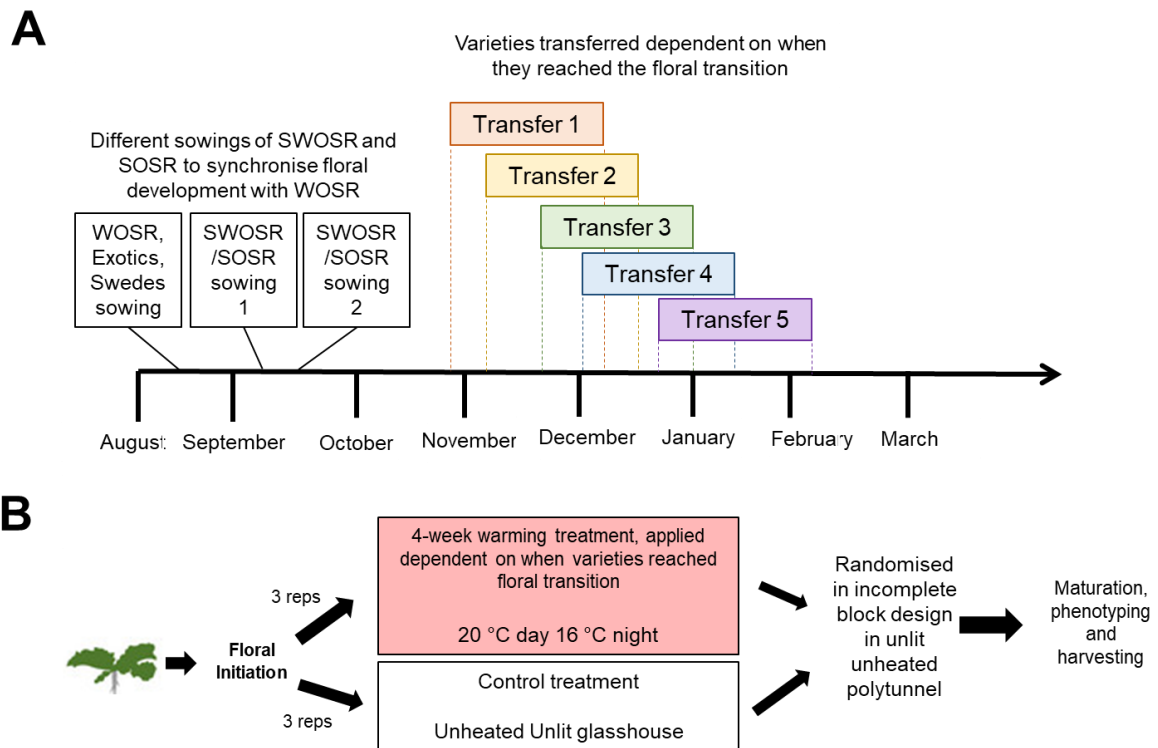 A
Varieties transferred dependent on when
they reached the floral transition
Transfer 1
Different sowings of SWOSR and
SOSR to synchronise floral
development with WOSR
Transfer 2
WOSR,
Exotics,
Swedes
sowing
SWOSR
/SOSR
sowing
1
SWOSR
/SOSR
sowing
2
Transfer 3
Transfer 4
Transfer 5
August
September
October
November
December
January
February
March
B
4-week warming treatment, applied
dependent on when varieties reached
floral transition
20 °C day 16 °C night
3 reps
Floral
Initiation
3 reps
Control treatment
Unheated Unlit glasshouse
Randomised
in incomplete
block design
in unlit
unheated
polytunnel
Maturation,
phenotyping
and
harvesting